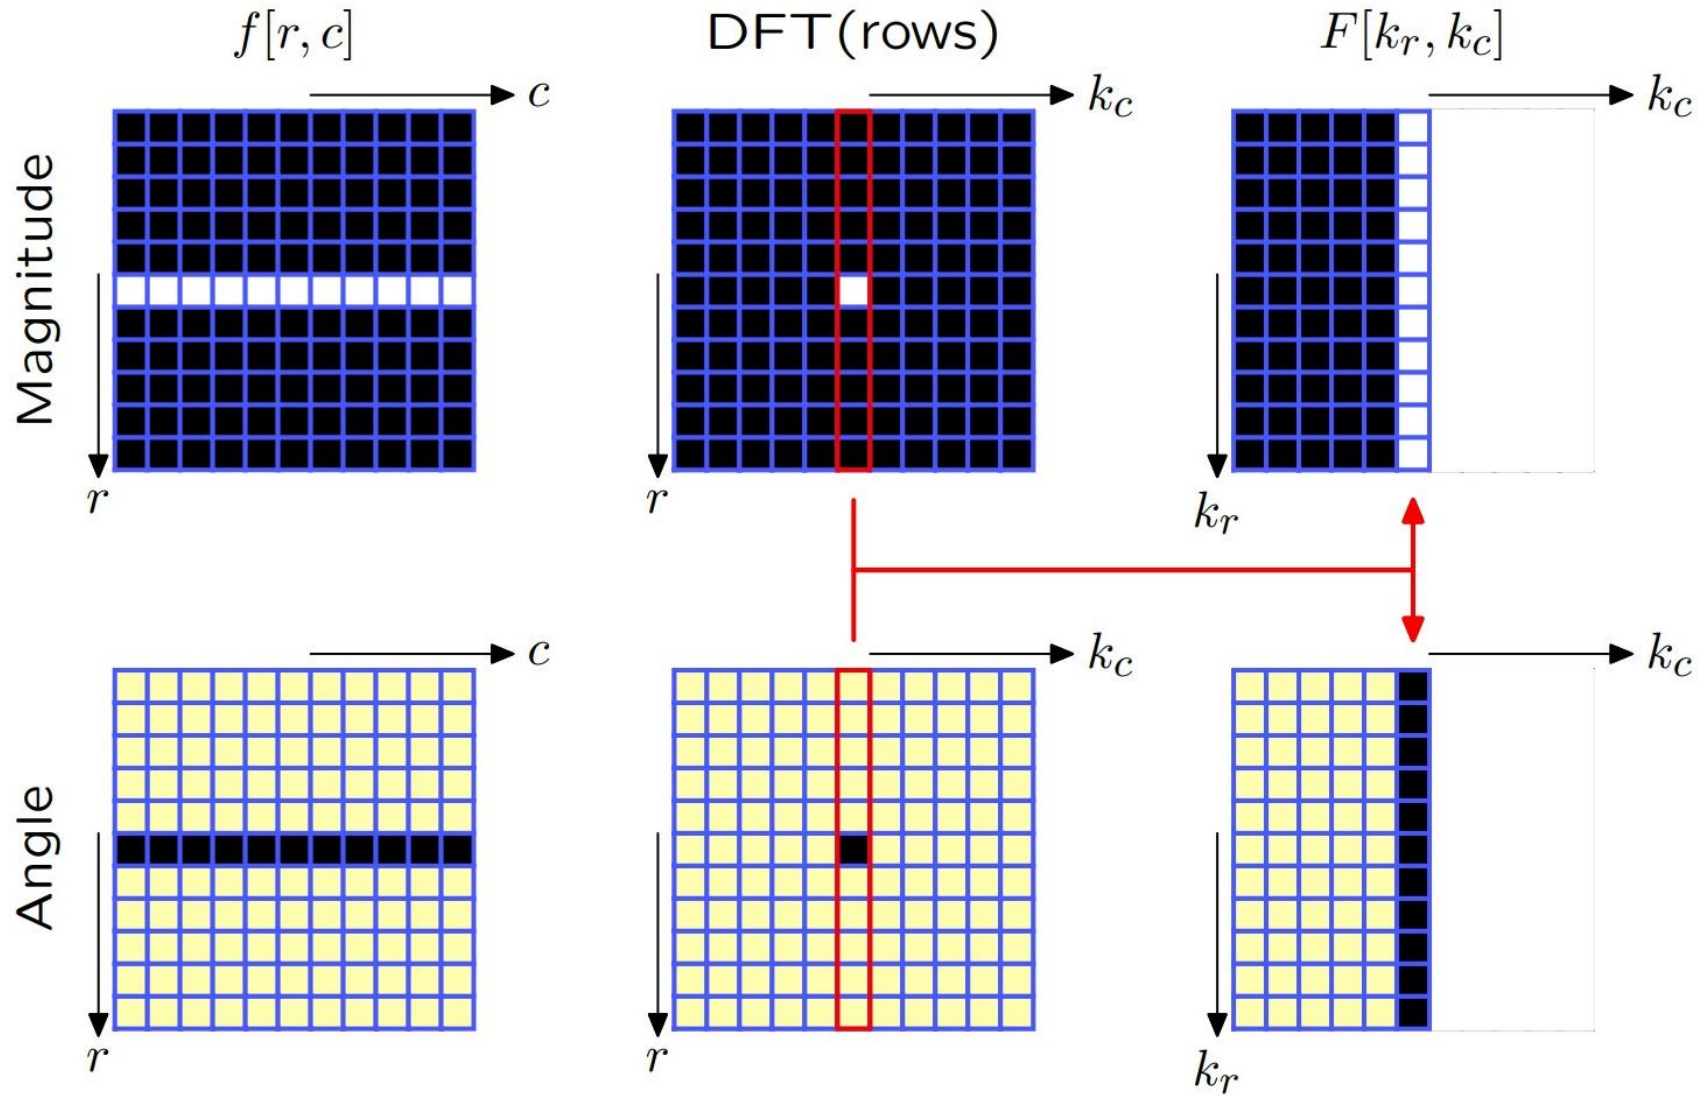 f[r, c] DFT(rows) F[k_r, k_c]
c k_c k_c
Magnitude
r r k_r
c k_c k_c
Angle
r r k_r